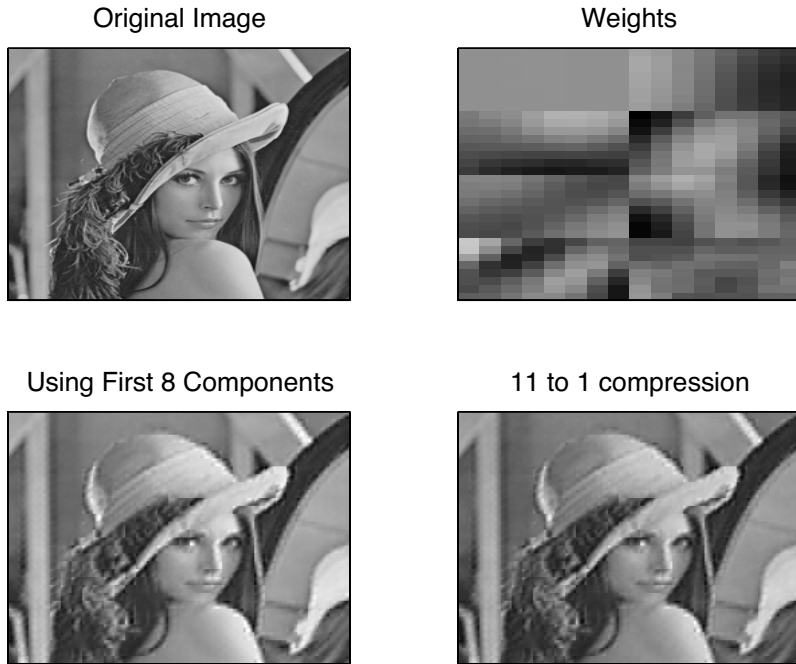 Original Image
Weights
Using First 8 Components
11 to 1 compression